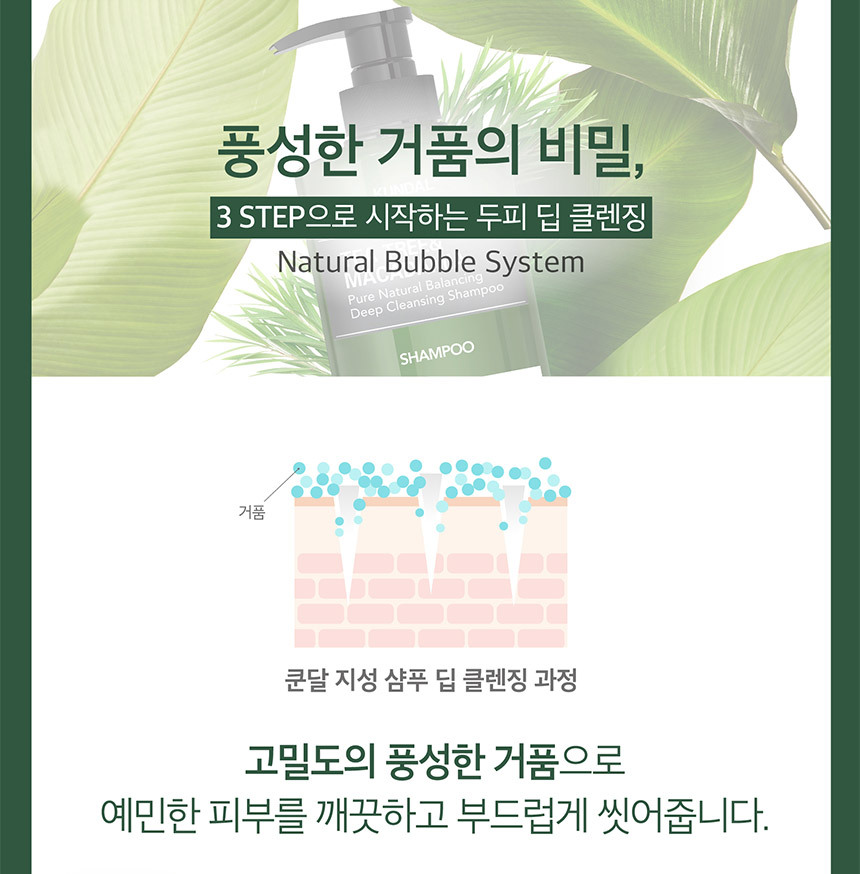 풍성한 거품의 비밀,
3 STEP으로 시작하는 두피 딥 클렌징
Natural Bubble System
Pure Natural Balancing
Deep Cleansing Shampoo
SHAMPOO
거품
쿤달 지성 샴푸 딥 클렌징 과정
고밀도의 풍성한 거품으로
예민한 피부를 깨끗하고 부드럽게 씻어줍니다.